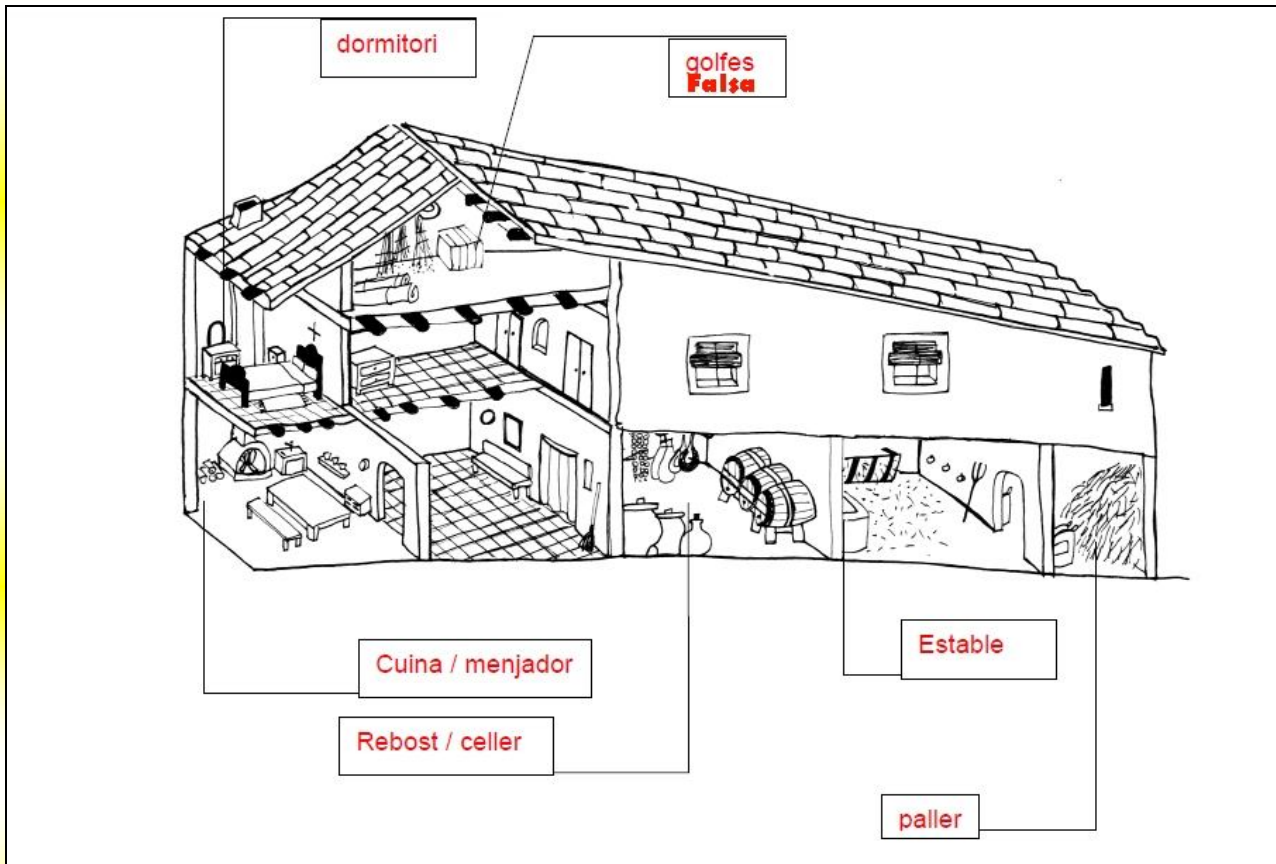 dormitori
golfes
Falsa
Cuina / menjador
Estable
Rebost / celler
paller